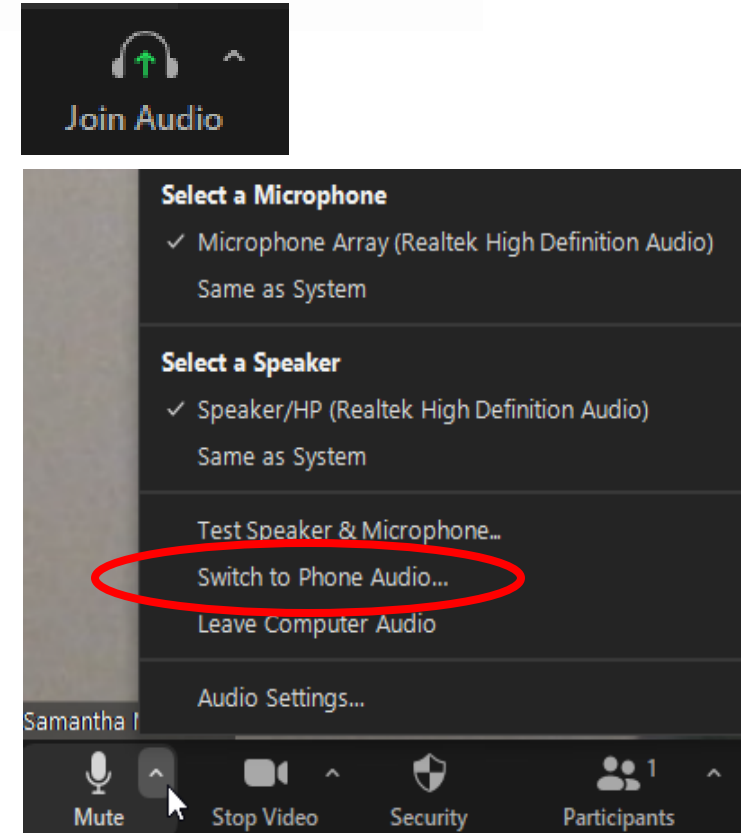 Join Audio
Select a Microphone
Microphone Array (Realtek High Definition Audio)
Same as System
Select a Speaker
Speaker/HP (Realtek High Definition Audio)
Same as System
Test Speaker & Microphone...
Switch to Phone Audio...
Leave Computer Audio
Audio Settings...
Samantha
1
Mute Stop Video Security Participants